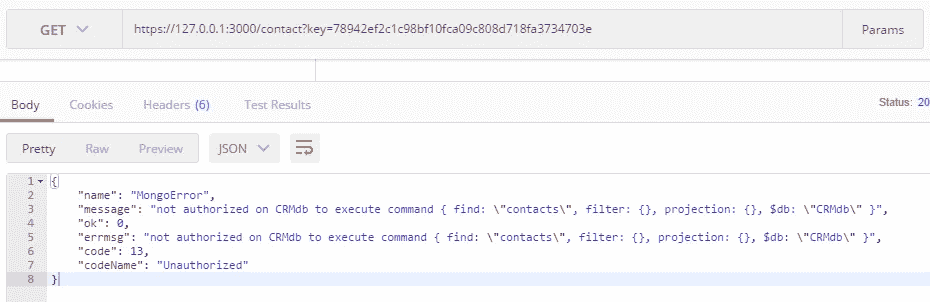 GET https://127.0.0.1:3000/contact?key=78942ef2c1c98bf10fca09c808d718fa3734703e Params
Body Cookies Headers (6) Test Results Status: 20
Pretty Raw Preview JSON
1 {
2 "name": "MongoError",
3 "message": "not authorized on CRMdb to execute command { find: \"contacts\", filter: {}, projection: {}, $db: \"CRMdb\" }",
4 "ok": 0,
5 "errmsg": "not authorized on CRMdb to execute command { find: \"contacts\", filter: {}, projection: {}, $db: \"CRMdb\" }",
6 "code": 13,
7 "codeName": "Unauthorized"
8 }